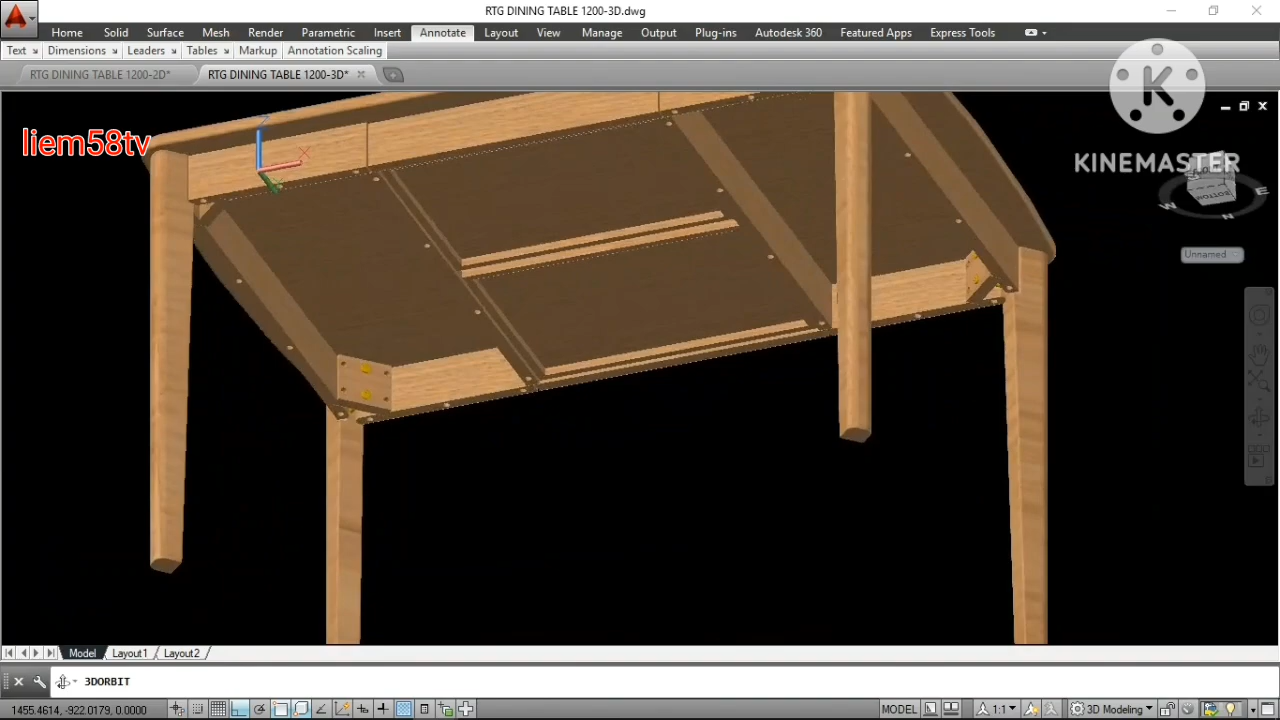 RTG DINING TABLE 1200-3D.dwg
Home Solid Surface Mesh Render Parametric Insert Annotate Layout View Manage Output Plug-ins Autodesk 360 Featured Apps Express Tools
Text Dimensions Leaders Tables Markup Annotation Scaling
RTG DINING TABLE 1200-2D* RTG DINING TABLE 1200-3D*
liem58tv
Z
X
K
KINEMASTER
W E
BOTTOM
N
Unnamed
Model Layout1 Layout2
3DORBIT
1455.4614, -922.0179, 0.0000 MODEL 1:1 3D Modeling